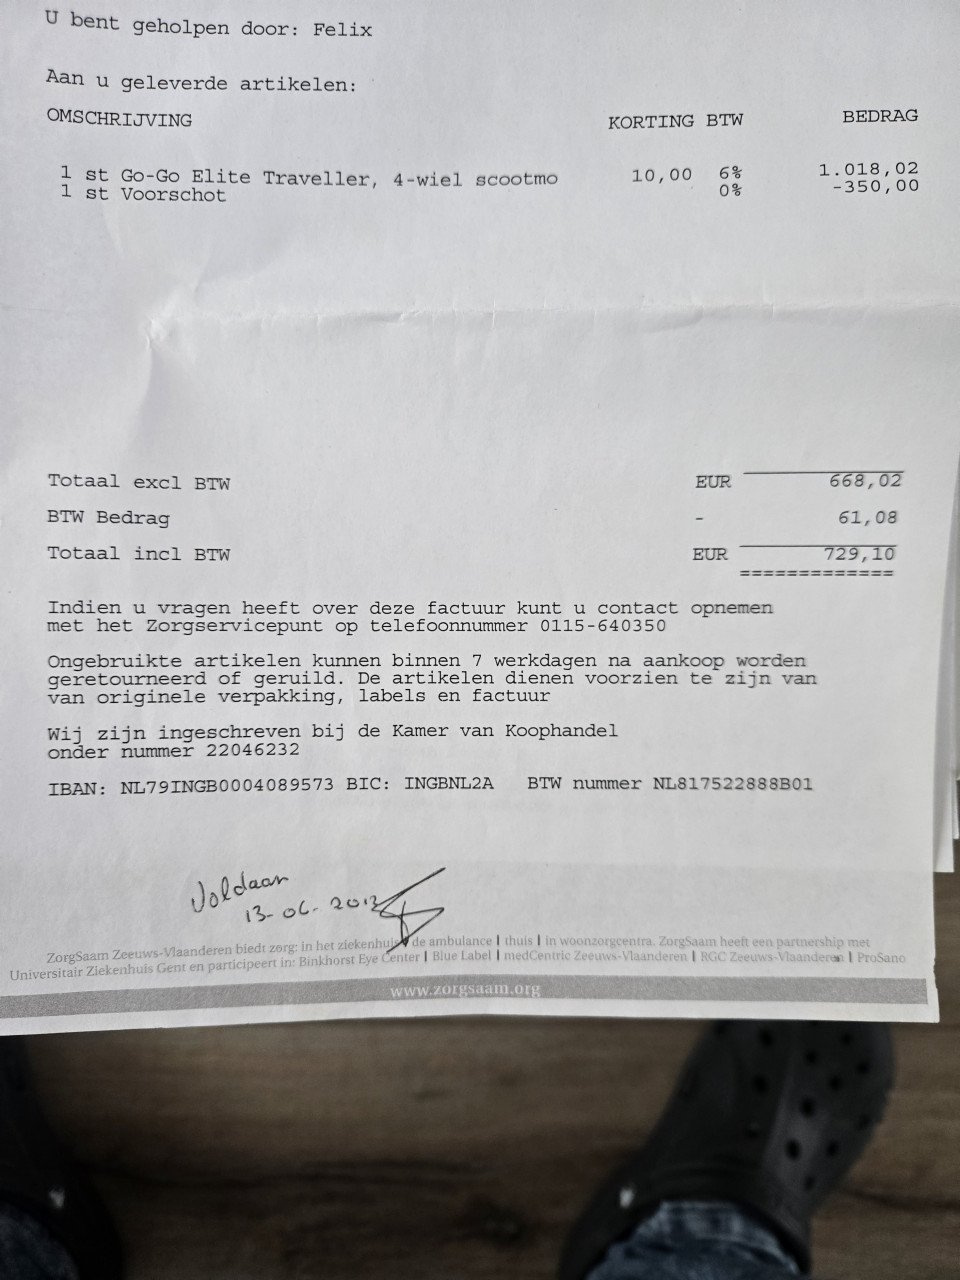 U bent geholpen door: Felix
Aan u geleverde artikelen:
OMSCHRIJVING KORTING BTW BEDRAG
1 st Go-Go Elite Traveller, 4-wiel scootmo 10,00 6% 1.018,02
1 st Voorschot 0% -350,00
Totaal excl BTW EUR 668,02
BTW Bedrag - 61,08
Totaal incl BTW EUR 729,10
=============
Indien u vragen heeft over deze factuur kunt u contact opnemen
met het Zorgservicepunt op telefoonnummer 0115-640350
Ongebruikte artikelen kunnen binnen 7 werkdagen na aankoop worden
geretourneerd of geruild. De artikelen dienen voorzien te zijn van
van originele verpakking, labels en factuur
Wij zijn ingeschreven bij de Kamer van Koophandel
onder nummer 22046232
IBAN: NL79INGB0004089573 BIC: INGBNL2A BTW nummer NL817522888B01
Voldaan
13-06-2013
ZorgSaam Zeeuws-Vlaanderen biedt zorg: in het ziekenhuis | de ambulance | thuis | in woonzorgcentra. ZorgSaam heeft een partnership met
Universitair Ziekenhuis Gent en participeert in: Binkhorst Eye Center | Blue Label | medCentric Zeeuws-Vlaanderen | RGC Zeeuws-Vlaanderen | ProSano
www.zorgsaam.org